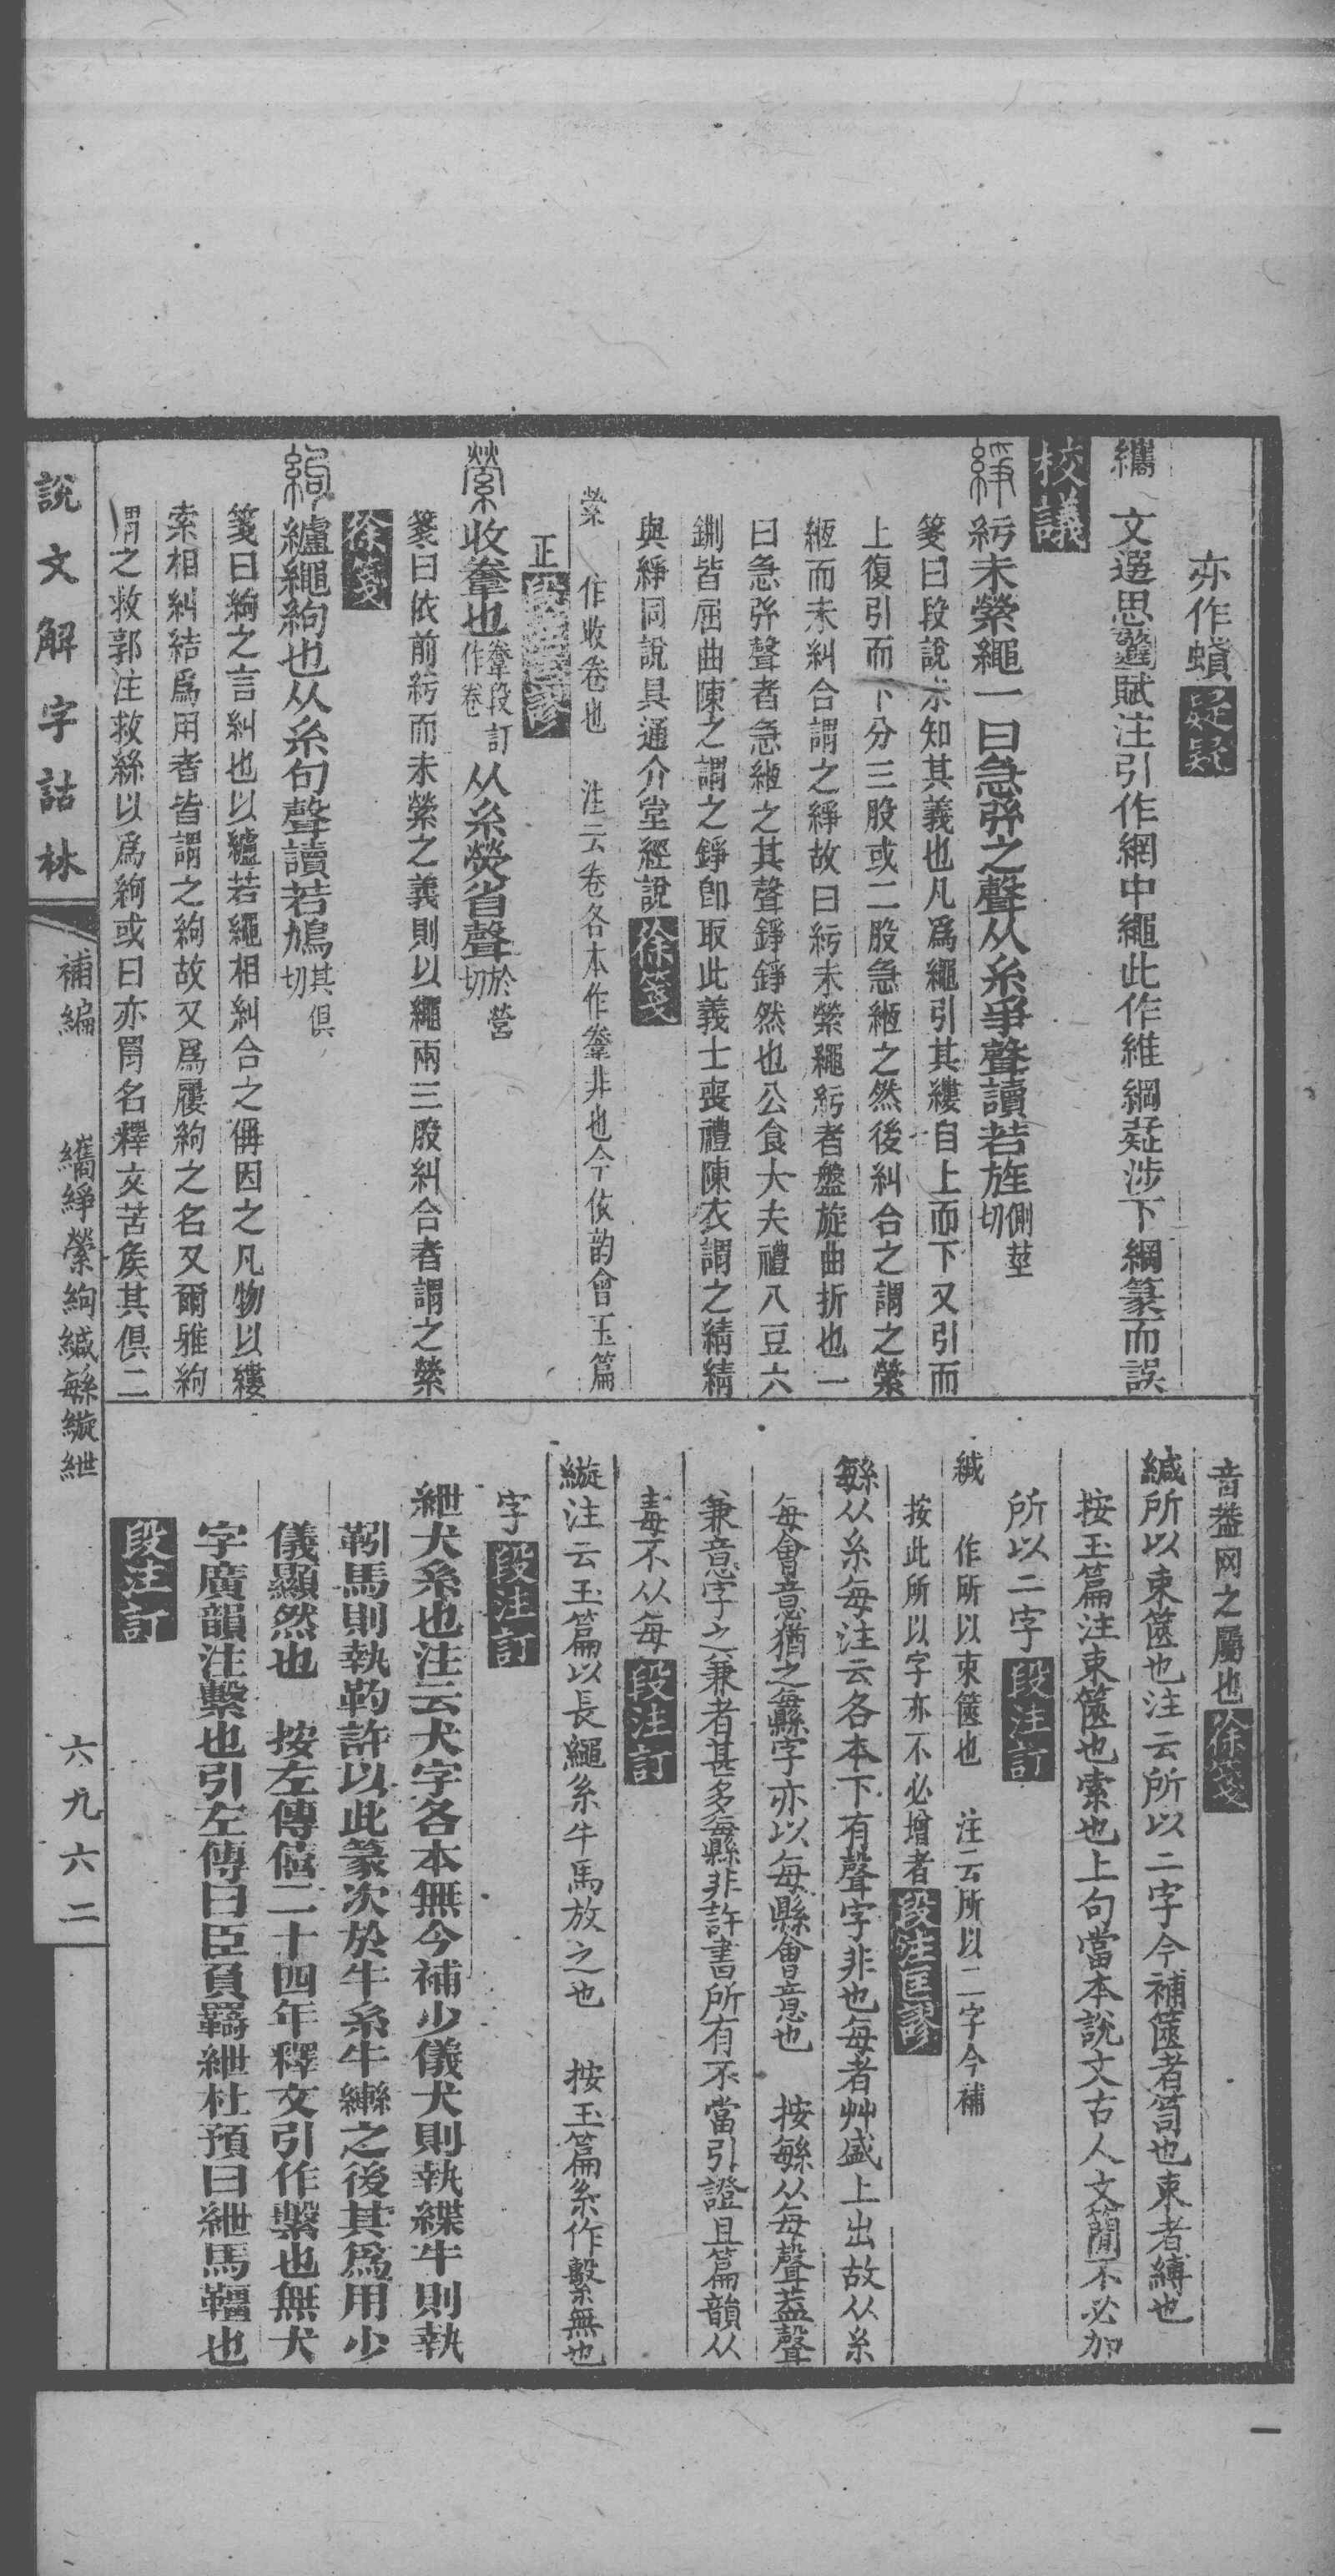 亦作蟥疑疑
纗　文選思玄賦注引作網中繩此作維綱疑涉下綱篆而誤
校議
綪紆未縈繩一曰急弦之聲从糸爭聲讀若旌側莖切
箋曰段說未知其義也凡爲繩引其縷自上而下又引而
上復引而下分三股或二股急縆之然後糾合之謂之縈
縆而未糾合謂之綪故曰紆未縈繩紆者盤旋曲折也一
曰急弦聲者急縆之其聲錚錚然也公食大夫禮八豆六
鉶皆屈曲陳之謂之錚卽取此義士喪禮陳衣謂之綪綪
與綪同說具通介堂經說徐箋
縈　作收卷也　注云卷各本作韏非也今依韵會玉篇
正段注匡謬
縈收韏也韏段訂作卷从糸熒省聲於營切
箋曰依前紆而未縈之義則以繩兩三股糾合者謂之縈
徐箋
絇纑繩絇也从糸句聲讀若鳩其俱切
箋曰絇之言糾也以纑若繩相糾合之偁因之凡物以縷
索相糾結爲用者皆謂之絇故又爲屨絇之名又爾雅絇
謂之救郭注救絲以爲絇或曰亦罥名釋文苦矦其俱二
音葢网之屬也徐箋
緘所以束篋也注云所以二字今補篋者笥也束者縛也
按玉篇注束篋也索也上句當本說文古人文簡不必加
所以二字段注訂
緘　作所以束篋也　注云所以二字今補
按此所以字亦不必增者段注匡謬
緐从糸每注云各本下有聲字非也每者艸盛上出故从糸
每會意猶之䋣字亦以每縣會意也　按緐从每聲葢聲
兼意字之兼者甚多每縣非許書所有不當引證且篇韻从
毒不从每段注訂
縼注云玉篇以長繩糸牛馬放之也　按玉篇糸作繫無也
字段注訂
紲犬糸也注云犬字各本無今補少儀犬則執緤牛則執
靷馬則執靮許以此篆次於牛糸牛轡之後其爲用少
儀顯然也　按左傳僖二十四年釋文引作繫也無犬
字廣韻注繫也引左傳曰臣負羈紲杜預曰紲馬韁也
段注訂
說文解字詁林
補編
纗綪縈絇緘緐縼紲
六九六二